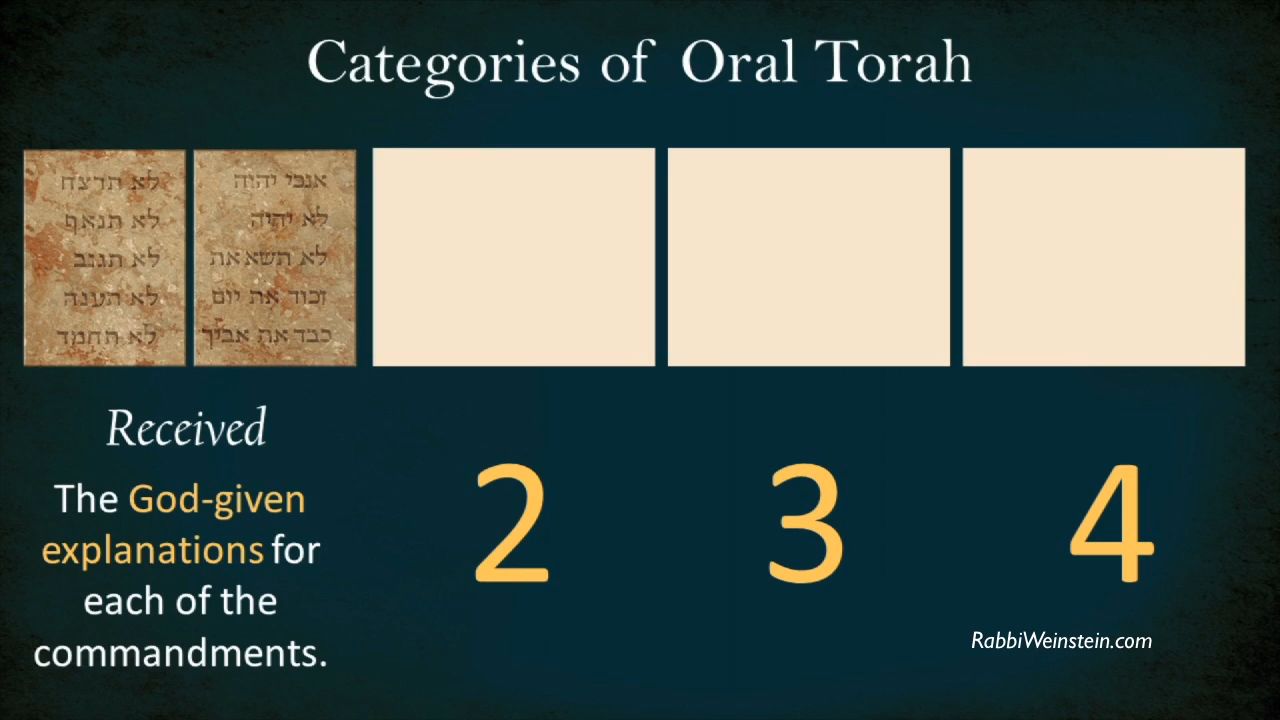 Categories of Oral Torah
אנכי יהוה
לא יהיה
לא תשא את
זכור את יום
כבד את אביך
לא תרצח
לא תנאף
לא תגנב
לא תענה
לא תחמד
Received
The God-given
explanations for
each of the
commandments.
2
3
4
RabbiWeinstein.com